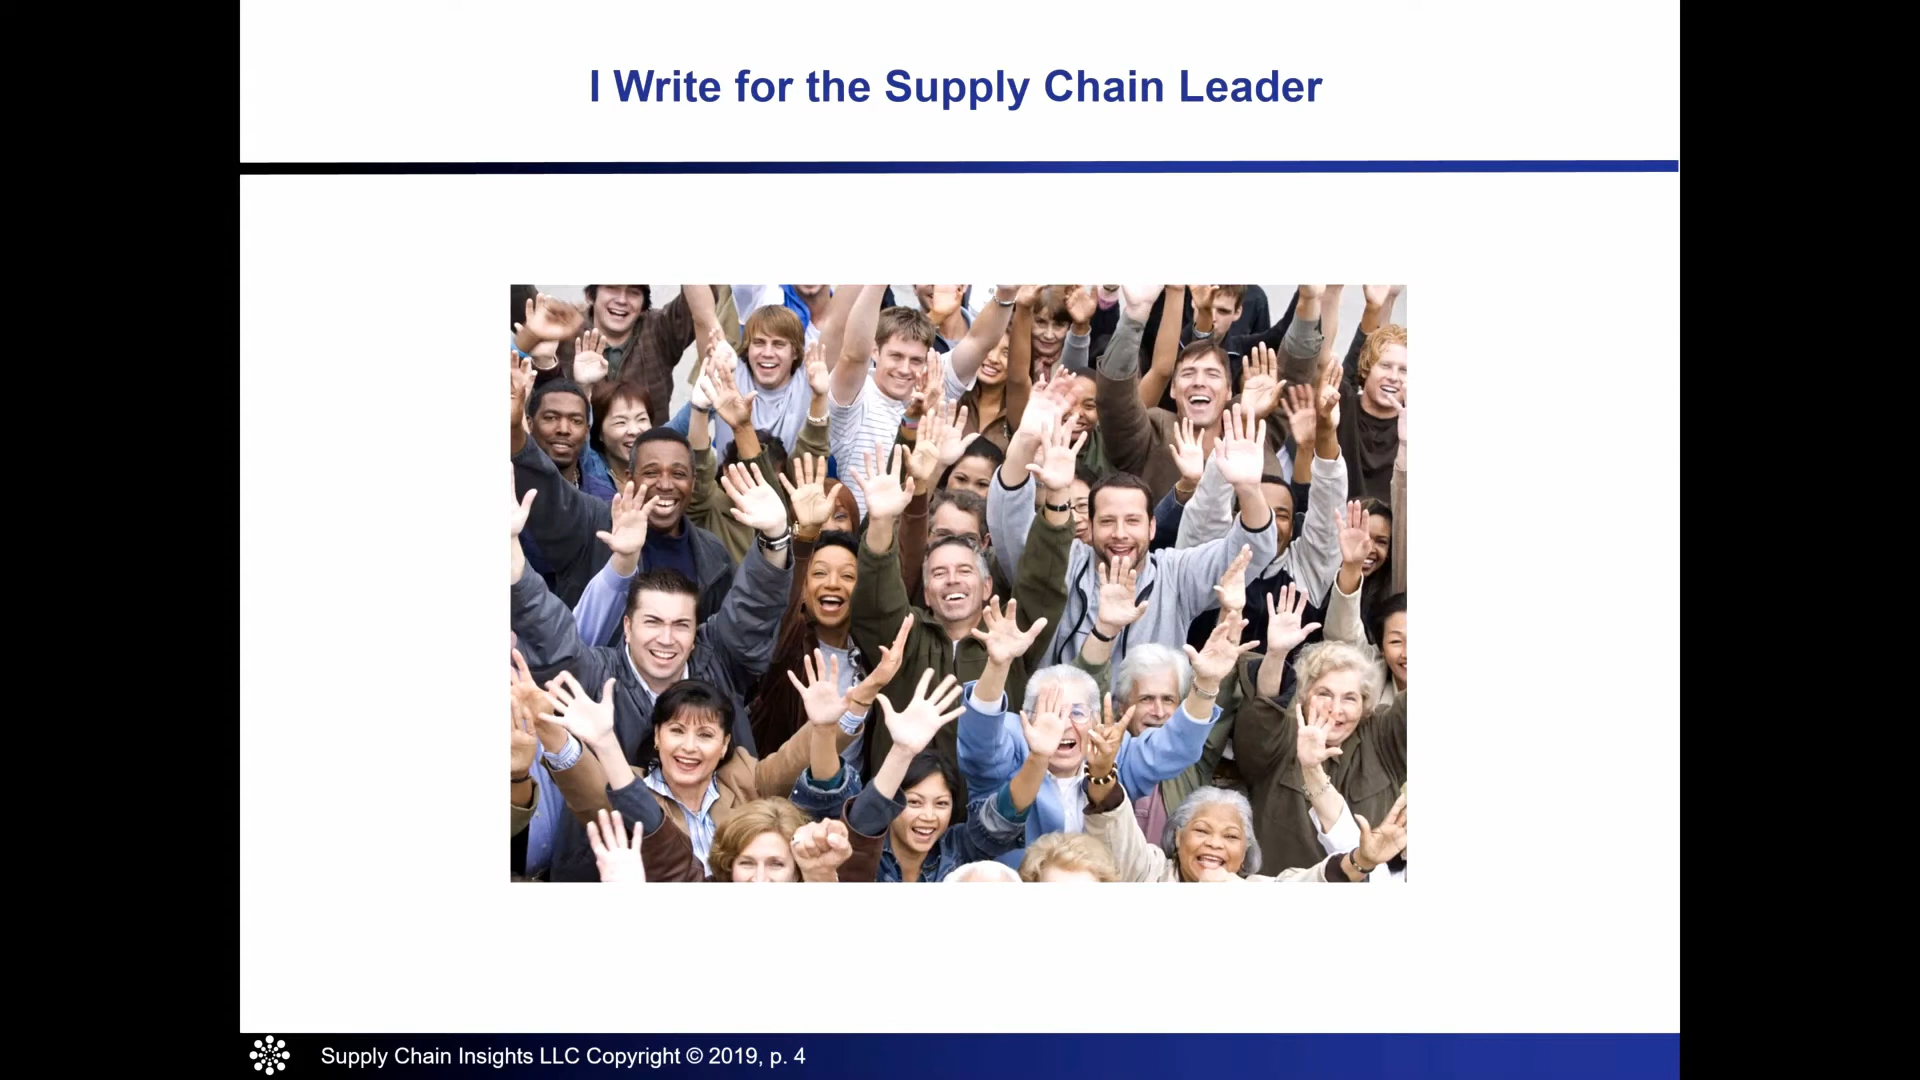 I Write for the Supply Chain Leader
Supply Chain Insights LLC Copyright © 2019, p. 4